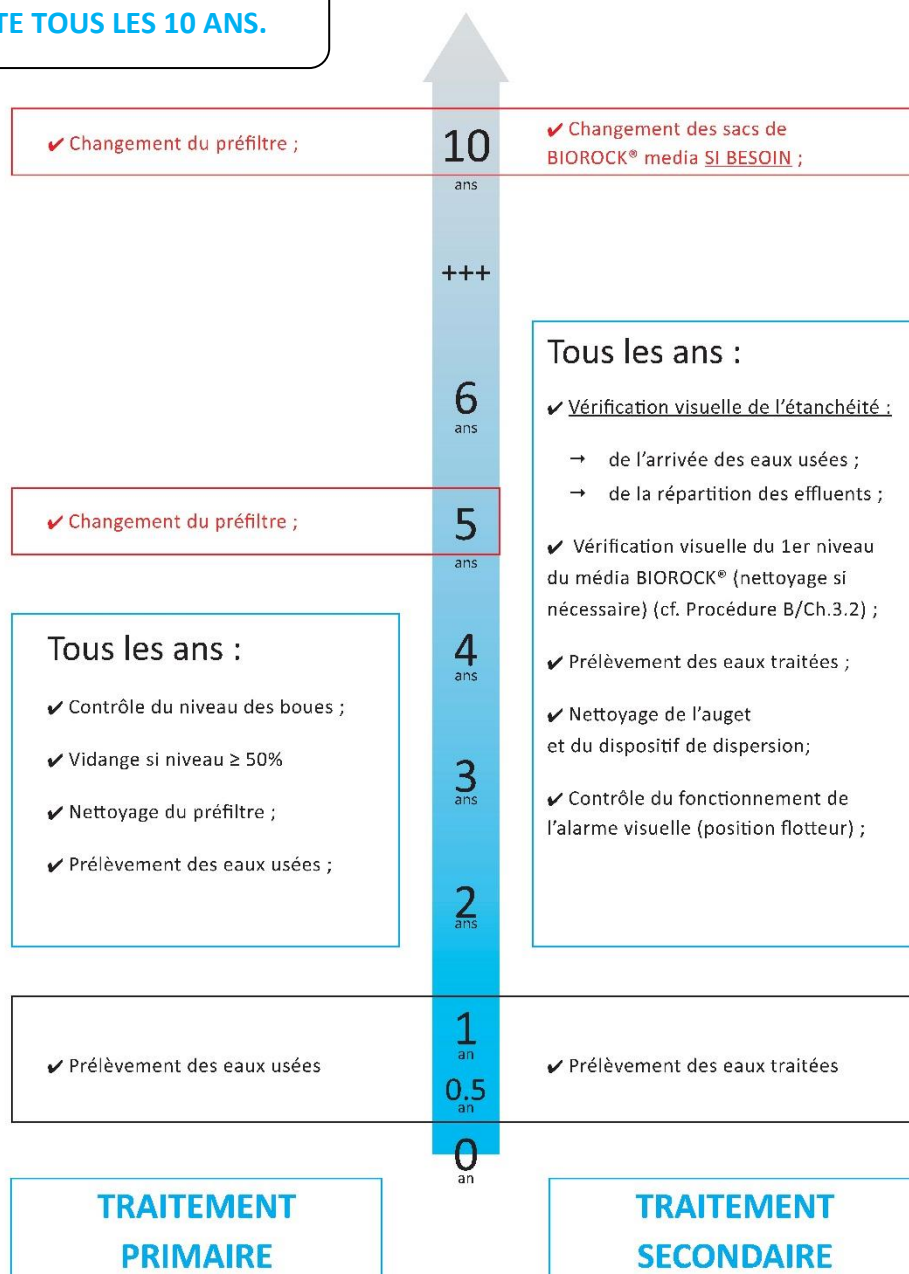 TE TOUS LES 10 ANS.
✔ Changement du préfiltre ;
10
ans
✔ Changement des sacs de
BIOROCK® media SI BESOIN ;
+++
6
ans
✔ Changement du préfiltre ;
5
ans
Tous les ans :
✔ Contrôle du niveau des boues ;
✔ Vidange si niveau ≥ 50%
✔ Nettoyage du préfiltre ;
✔ Prélèvement des eaux usées ;
4
ans
3
ans
2
ans
Tous les ans :
✔ Vérification visuelle de l'étanchéité :
→ de l'arrivée des eaux usées ;
→ de la répartition des effluents ;
✔ Vérification visuelle du 1er niveau
du média BIOROCK® (nettoyage si
nécessaire) (cf. Procédure B/Ch.3.2) ;
✔ Prélèvement des eaux traitées ;
✔ Nettoyage de l'auget
et du dispositif de dispersion;
✔ Contrôle du fonctionnement de
l'alarme visuelle (position flotteur) ;
✔ Prélèvement des eaux usées
1
an
0.5
an
✔ Prélèvement des eaux traitées
0
an
TRAITEMENT
PRIMAIRE
TRAITEMENT
SECONDAIRE